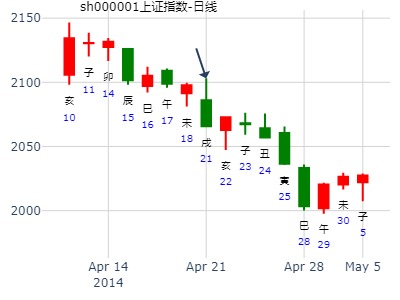 sh000001上证指数-日线
2150
2100
2050
2000
亥
10
子
11
卯
14
辰
15
巳
16
午
17
未
18
戌
21
亥
22
子
23
丑
24
寅
25
巳
28
午
29
未
30
子
5
Apr 14
2014
Apr 21
Apr 28
May 5